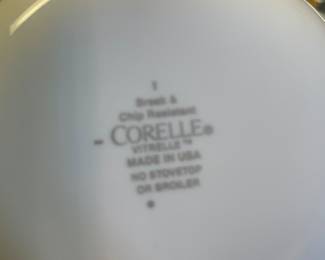 1
Break &
Chip Resistant
- CORELLE®
VITRELLE™
MADE IN USA
NO STOVETOP
OR BROILER